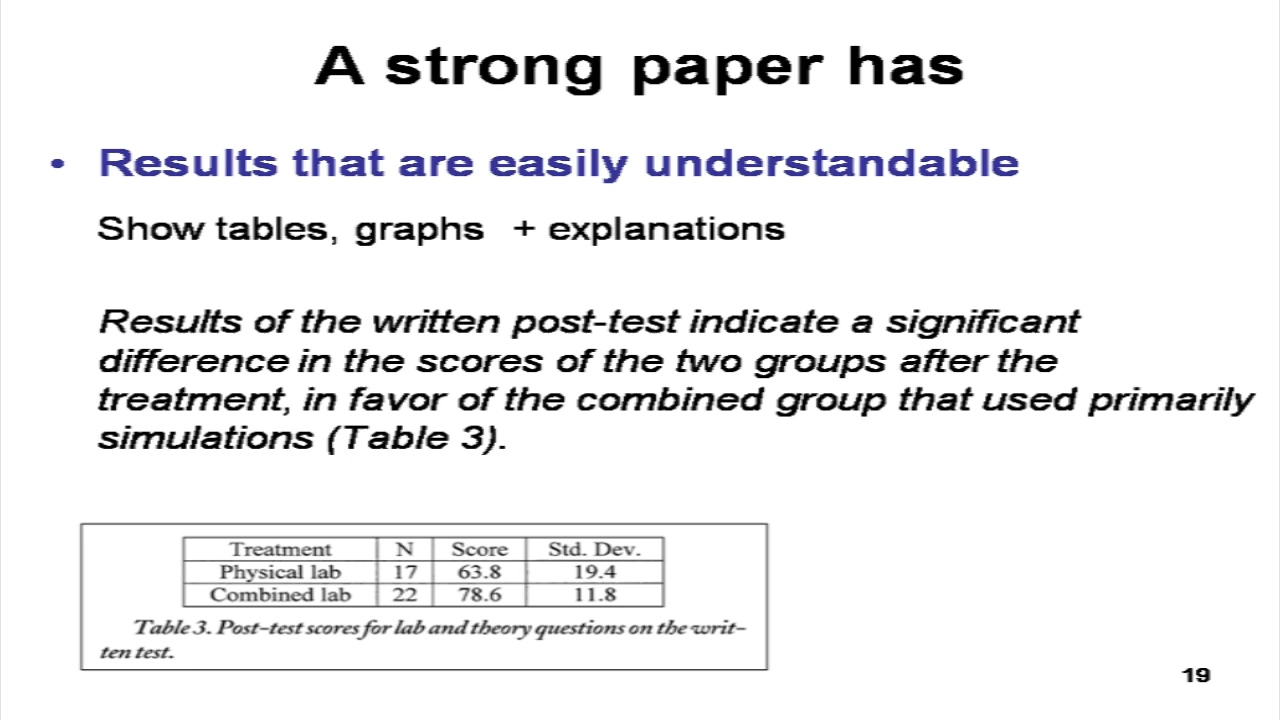 A strong paper has
• Results that are easily understandable
Show tables, graphs + explanations
Results of the written post-test indicate a significant
difference in the scores of the two groups after the
treatment, in favor of the combined group that used primarily
simulations (Table 3).
Treatment N Score Std. Dev.
Physical lab 17 63.8 19.4
Combined lab 22 78.6 11.8
Table 3. Post-test scores for lab and theory questions on the writ-
ten test.
19